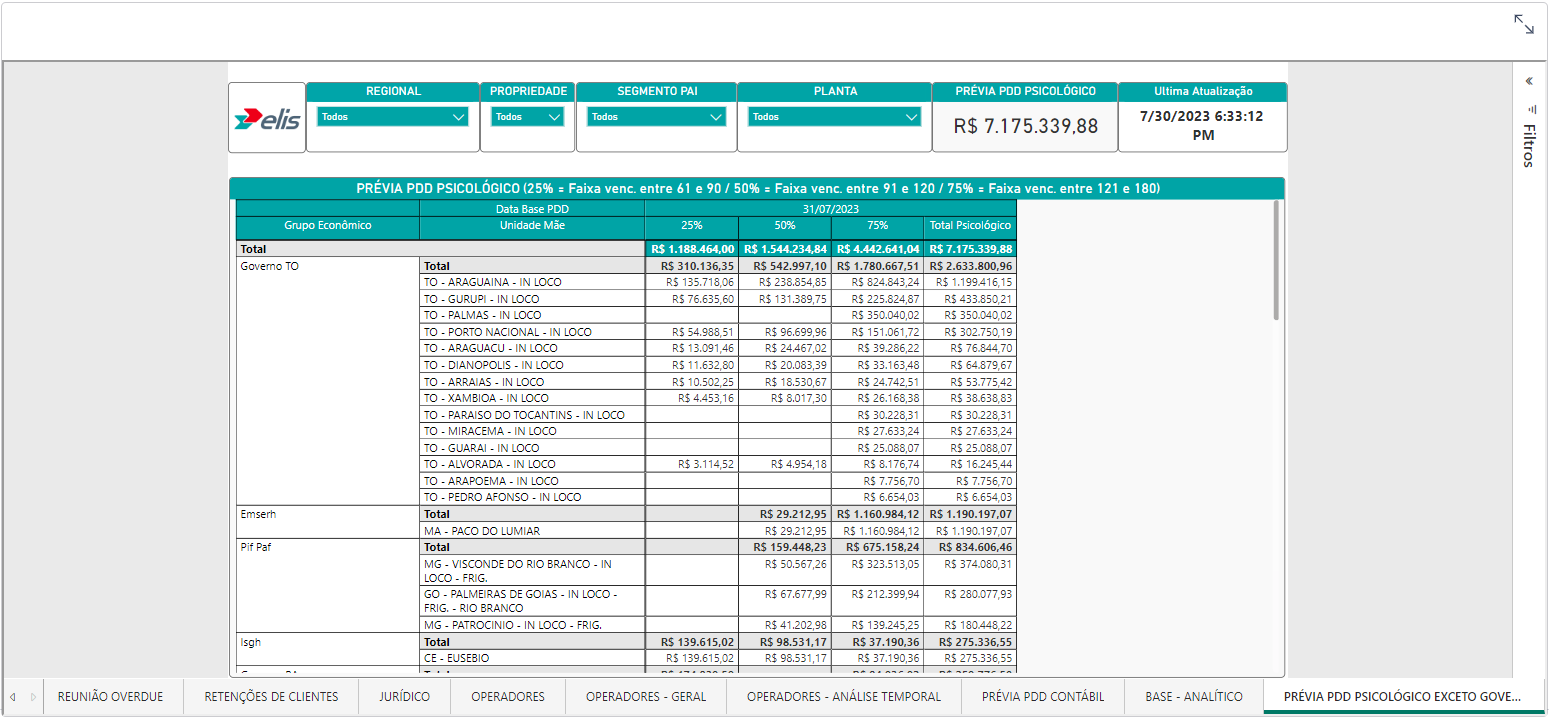 REGIONAL PROPRIEDADE SEGMENTO PAI PLANTA PRÉVIA PDD PSICOLÓGICO Ultima Atualização
elis Todos Todos Todos Todos R$ 7.175.339,88 7/30/2023 6:33:12
PM
Filtros
PRÉVIA PDD PSICOLÓGICO (25% = Faixa venc. entre 61 e 90 / 50% = Faixa venc. entre 91 e 120 / 75% = Faixa venc. entre 121 e 180)
Data Base PDD 31/07/2023
Grupo Econômico Unidade Mãe 25% 50% 75% Total Psicológico
Total R$ 1.188.464,00 R$ 1.544.234,84 R$ 4.442.641,04 R$ 7.175.339,88
Governo TO Total R$ 310.136,35 R$ 542.997,10 R$ 1.780.667,51 R$ 2.633.800,96
TO - ARAGUAINA - IN LOCO R$ 135.718,06 R$ 238.854,85 R$ 824.843,24 R$ 1.199.416,15
TO - GURUPI - IN LOCO R$ 76.635,60 R$ 131.389,75 R$ 225.824,87 R$ 433.850,21
TO - PALMAS - IN LOCO R$ 350.040,02 R$ 350.040,02
TO - PORTO NACIONAL - IN LOCO R$ 54.988,51 R$ 96.699,96 R$ 151.061,72 R$ 302.750,19
TO - ARAGUACU - IN LOCO R$ 13.091,46 R$ 24.467,02 R$ 39.286,22 R$ 76.844,70
TO - DIANOPOLIS - IN LOCO R$ 11.632,80 R$ 20.083,39 R$ 33.163,48 R$ 64.879,67
TO - ARRAIAS - IN LOCO R$ 10.502,25 R$ 18.530,67 R$ 24.742,51 R$ 53.775,42
TO - XAMBIOA - IN LOCO R$ 4.453,16 R$ 8.017,30 R$ 26.168,38 R$ 38.638,83
TO - PARAISO DO TOCANTINS - IN LOCO R$ 30.228,31 R$ 30.228,31
TO - MIRACEMA - IN LOCO R$ 27.633,24 R$ 27.633,24
TO - GUARAI - IN LOCO R$ 25.088,07 R$ 25.088,07
TO - ALVORADA - IN LOCO R$ 3.114,52 R$ 4.954,18 R$ 8.176,74 R$ 16.245,44
TO - ARAPOEMA - IN LOCO R$ 7.756,70 R$ 7.756,70
TO - PEDRO AFONSO - IN LOCO R$ 6.654,03 R$ 6.654,03
Emserh Total R$ 29.212,95 R$ 1.160.984,12 R$ 1.190.197,07
MA - PACO DO LUMIAR R$ 29.212,95 R$ 1.160.984,12 R$ 1.190.197,07
Pif Paf Total R$ 159.448,23 R$ 675.158,24 R$ 834.606,46
MG - VISCONDE DO RIO BRANCO - IN R$ 50.567,26 R$ 323.513,05 R$ 374.080,31
LOCO - FRIG.
GO - PALMEIRAS DE GOIAS - IN LOCO - R$ 67.677,99 R$ 212.399,94 R$ 280.077,93
FRIG. - RIO BRANCO
MG - PATROCINIO - IN LOCO - FRIG. R$ 41.202,98 R$ 139.245,25 R$ 180.448,22
Isgh Total R$ 139.615,02 R$ 98.531,17 R$ 37.190,36 R$ 275.336,55
CE - EUSEBIO R$ 139.615,02 R$ 98.531,17 R$ 37.190,36 R$ 275.336,55
REUNIÃO OVERDUE RETENÇÕES DE CLIENTES JURÍDICO OPERADORES OPERADORES - GERAL OPERADORES - ANÁLISE TEMPORAL PRÉVIA PDD CONTÁBIL BASE - ANALÍTICO PRÉVIA PDD PSICOLÓGICO EXCETO GOVE...